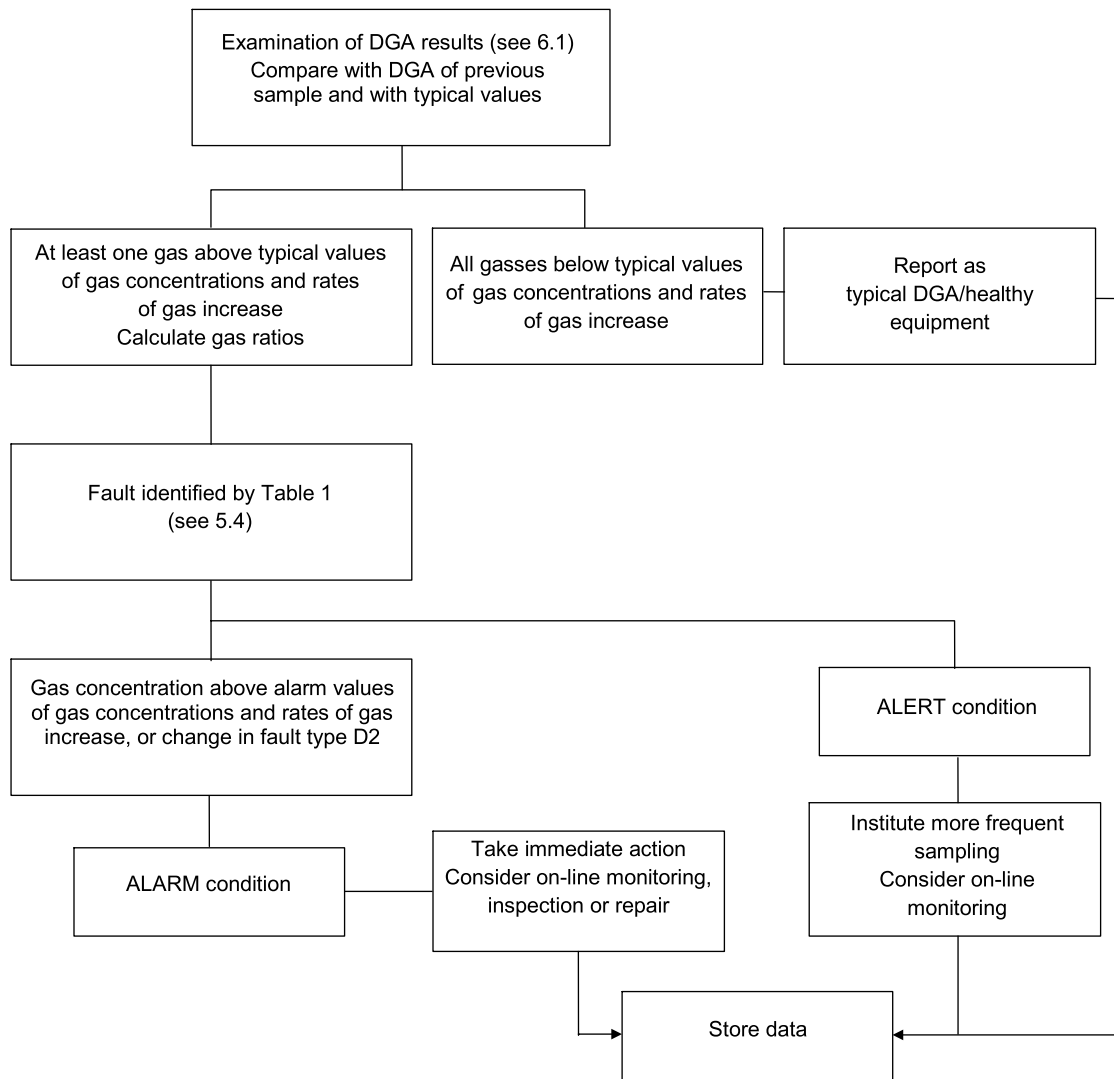 Examination of DGA results (see 6.1)
Compare with DGA of previous
sample and with typical values
At least one gas above typical values
of gas concentrations and rates
of gas increase
Calculate gas ratios
All gasses below typical values
of gas concentrations and rates
of gas increase
Report as
typical DGA/healthy
equipment
Fault identified by Table 1
(see 5.4)
Gas concentration above alarm values
of gas concentrations and rates of gas
increase, or change in fault type D2
ALERT condition
Institute more frequent
sampling
Consider on-line
monitoring
ALARM condition
Take immediate action
Consider on-line monitoring,
inspection or repair
Store data